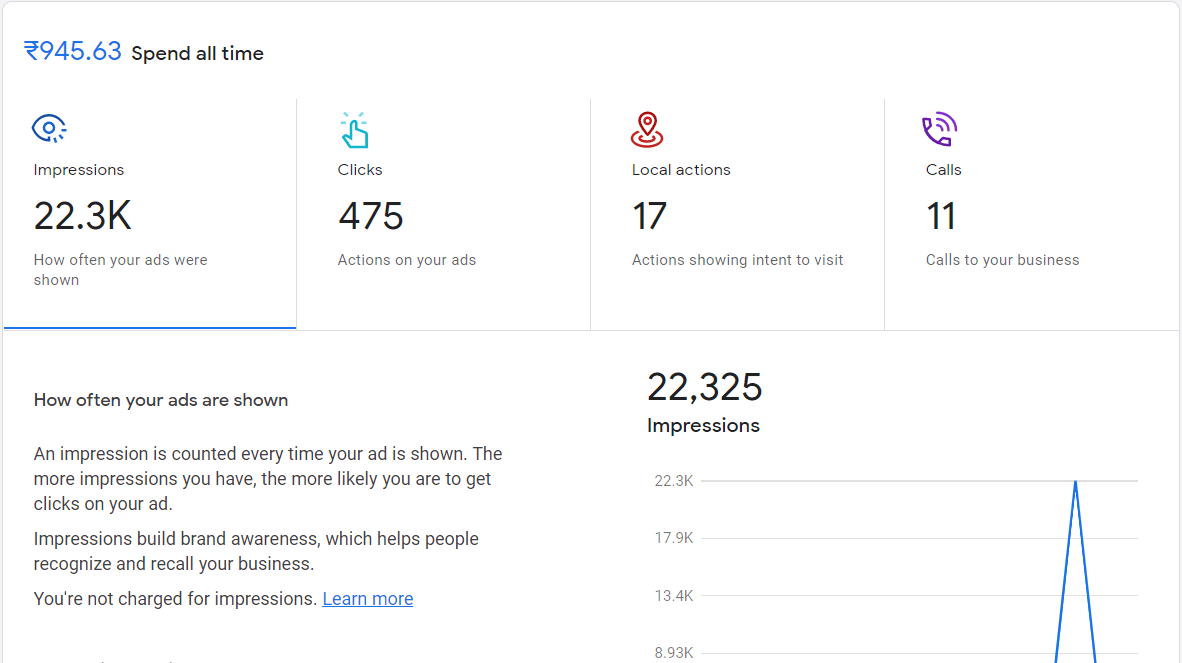 ₹945.63 Spend all time
Impressions
22.3K
How often your ads were
shown
Clicks
475
Actions on your ads
Local actions
17
Actions showing intent to visit
Calls
11
Calls to your business
How often your ads are shown
An impression is counted every time your ad is shown. The
more impressions you have, the more likely you are to get
clicks on your ad.
Impressions build brand awareness, which helps people
recognize and recall your business.
You're not charged for impressions. Learn more
22,325
Impressions
22.3K
17.9K
13.4K
8.93K